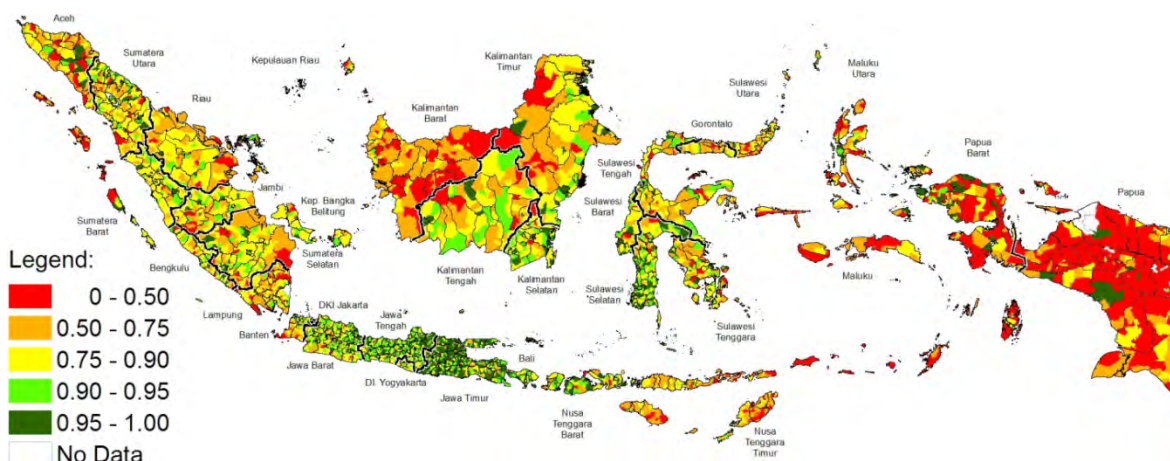 Aceh
Sumatera
Utara
Kepulauan Riau
Riau
Kalimantan
Timur
Kalimantan
Barat
Sulawesi
Utara
Maluku
Utara
Gorontalo
Papua
Barat
Papua
Sulawesi
Tengah
Jambi
Kep. Bangka
Belitung
Sulawesi
Barat
Sumatera
Barat
Sumatera
Selatan
Bengkulu
Kalimantan
Tengah
Kalimantan
Selatan
Sulawesi
Selatan
Maluku
Lampung
DKI Jakarta
Jawa
Tengah
Sulawesi
Tenggara
Banten
Jawa Barat
Bali
DI. Yogyakarta
Jawa Timur
Nusa
Tenggara
Barat
Nusa
Tenggara
Timur
Legend:
0 - 0.50
0.50 - 0.75
0.75 - 0.90
0.90 - 0.95
0.95 - 1.00
No Data